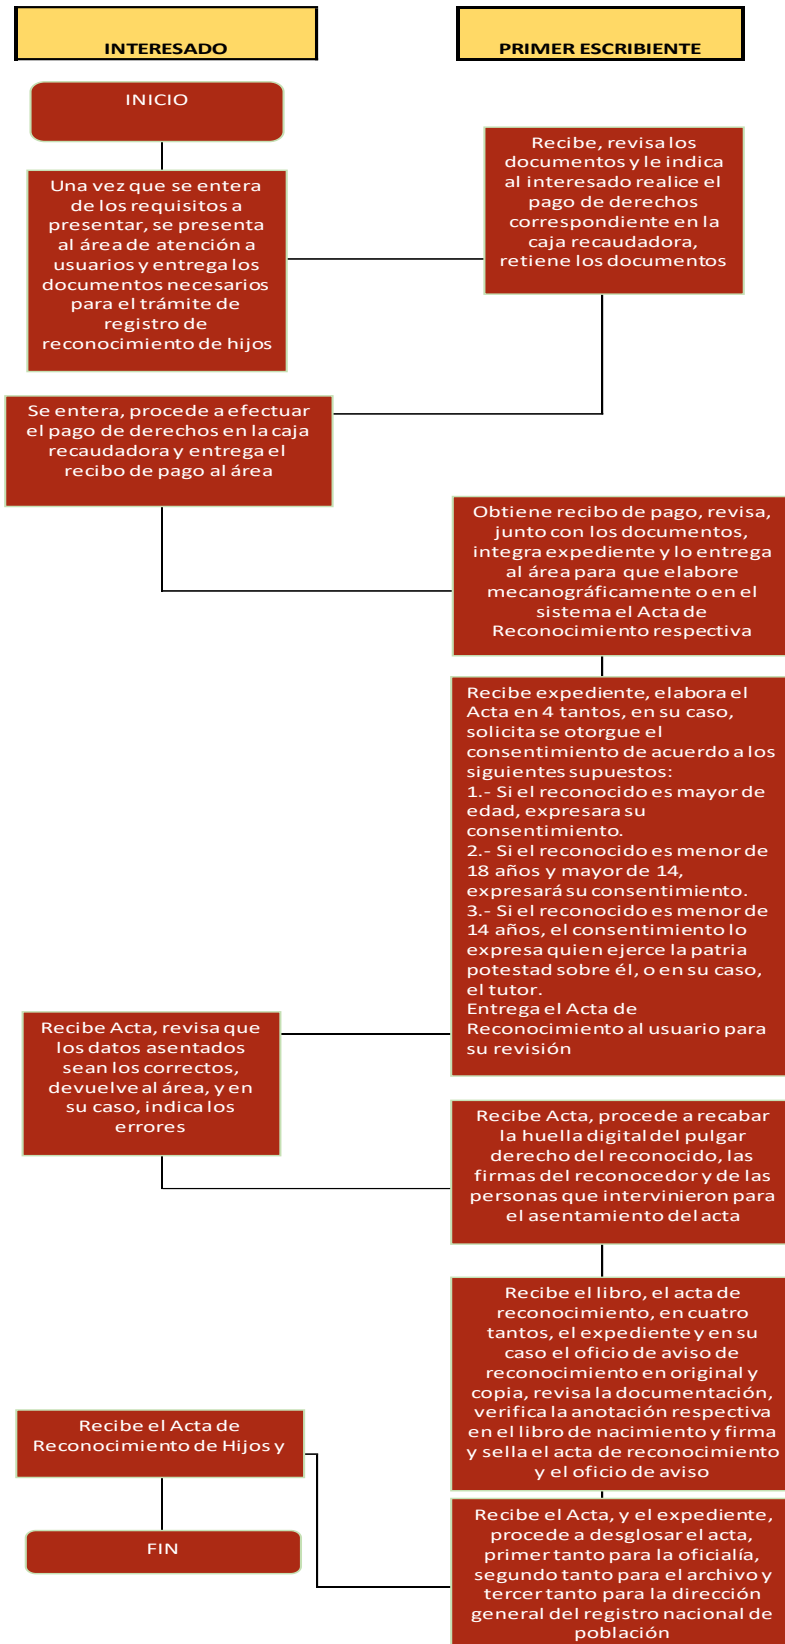 INTERESADO
PRIMER ESCRIBIENTE
INICIO
Recibe, revisa los
documentos y le indica
al interesado realice el
pago de derechos
correspondiente en la
caja recaudadora,
retiene los documentos
Una vez que se entera
de los requisitos a
presentar, se presenta
al área de atención a
usuarios y entrega los
documentos necesarios
para el trámite de
registro de
reconocimiento de hijos
Se entera, procede a efectuar
el pago de derechos en la caja
recaudadora y entrega el
recibo de pago al área
Obtiene recibo de pago, revisa,
junto con los documentos,
integra expediente y lo entrega
al área para que elabore
mecanográficamente o en el
sistema el Acta de
Reconocimiento respectiva
Recibe expediente, elabora el
Acta en 4 tantos, en su caso,
solicita se otorgue el
consentimiento de acuerdo a los
siguientes supuestos:
1.- Si el reconocido es mayor de
edad, expresara su
consentimiento.
2.- Si el reconocido es menor de
18 años y mayor de 14,
expresará su consentimiento.
3.- Si el reconocido es menor de
14 años, el consentimiento lo
expresa quien ejerce la patria
potestad sobre él, o en su caso,
el tutor.
Entrega el Acta de
Reconocimiento al usuario para
su revisión
Recibe Acta, revisa que
los datos asentados
sean los correctos,
devuelve al área, y en
su caso, indica los
errores
Recibe Acta, procede a recabar
la huella digital del pulgar
derecho del reconocido, las
firmas del reconocedor y de las
personas que intervinieron para
el asentamiento del acta
Recibe el libro, el acta de
reconocimiento, en cuatro
tantos, el expediente y en su
caso el oficio de aviso de
reconocimiento en original y
copia, revisa la documentación,
verifica la anotación respectiva
en el libro de nacimiento y firma
y sella el acta de reconocimiento
y el oficio de aviso
Recibe el Acta de
Reconocimiento de Hijos y
Recibe el Acta, y el expediente,
procede a desglosar el acta,
primer tanto para la oficialía,
segundo tanto para el archivo y
tercer tanto para la dirección
general del registro nacional de
población
FIN